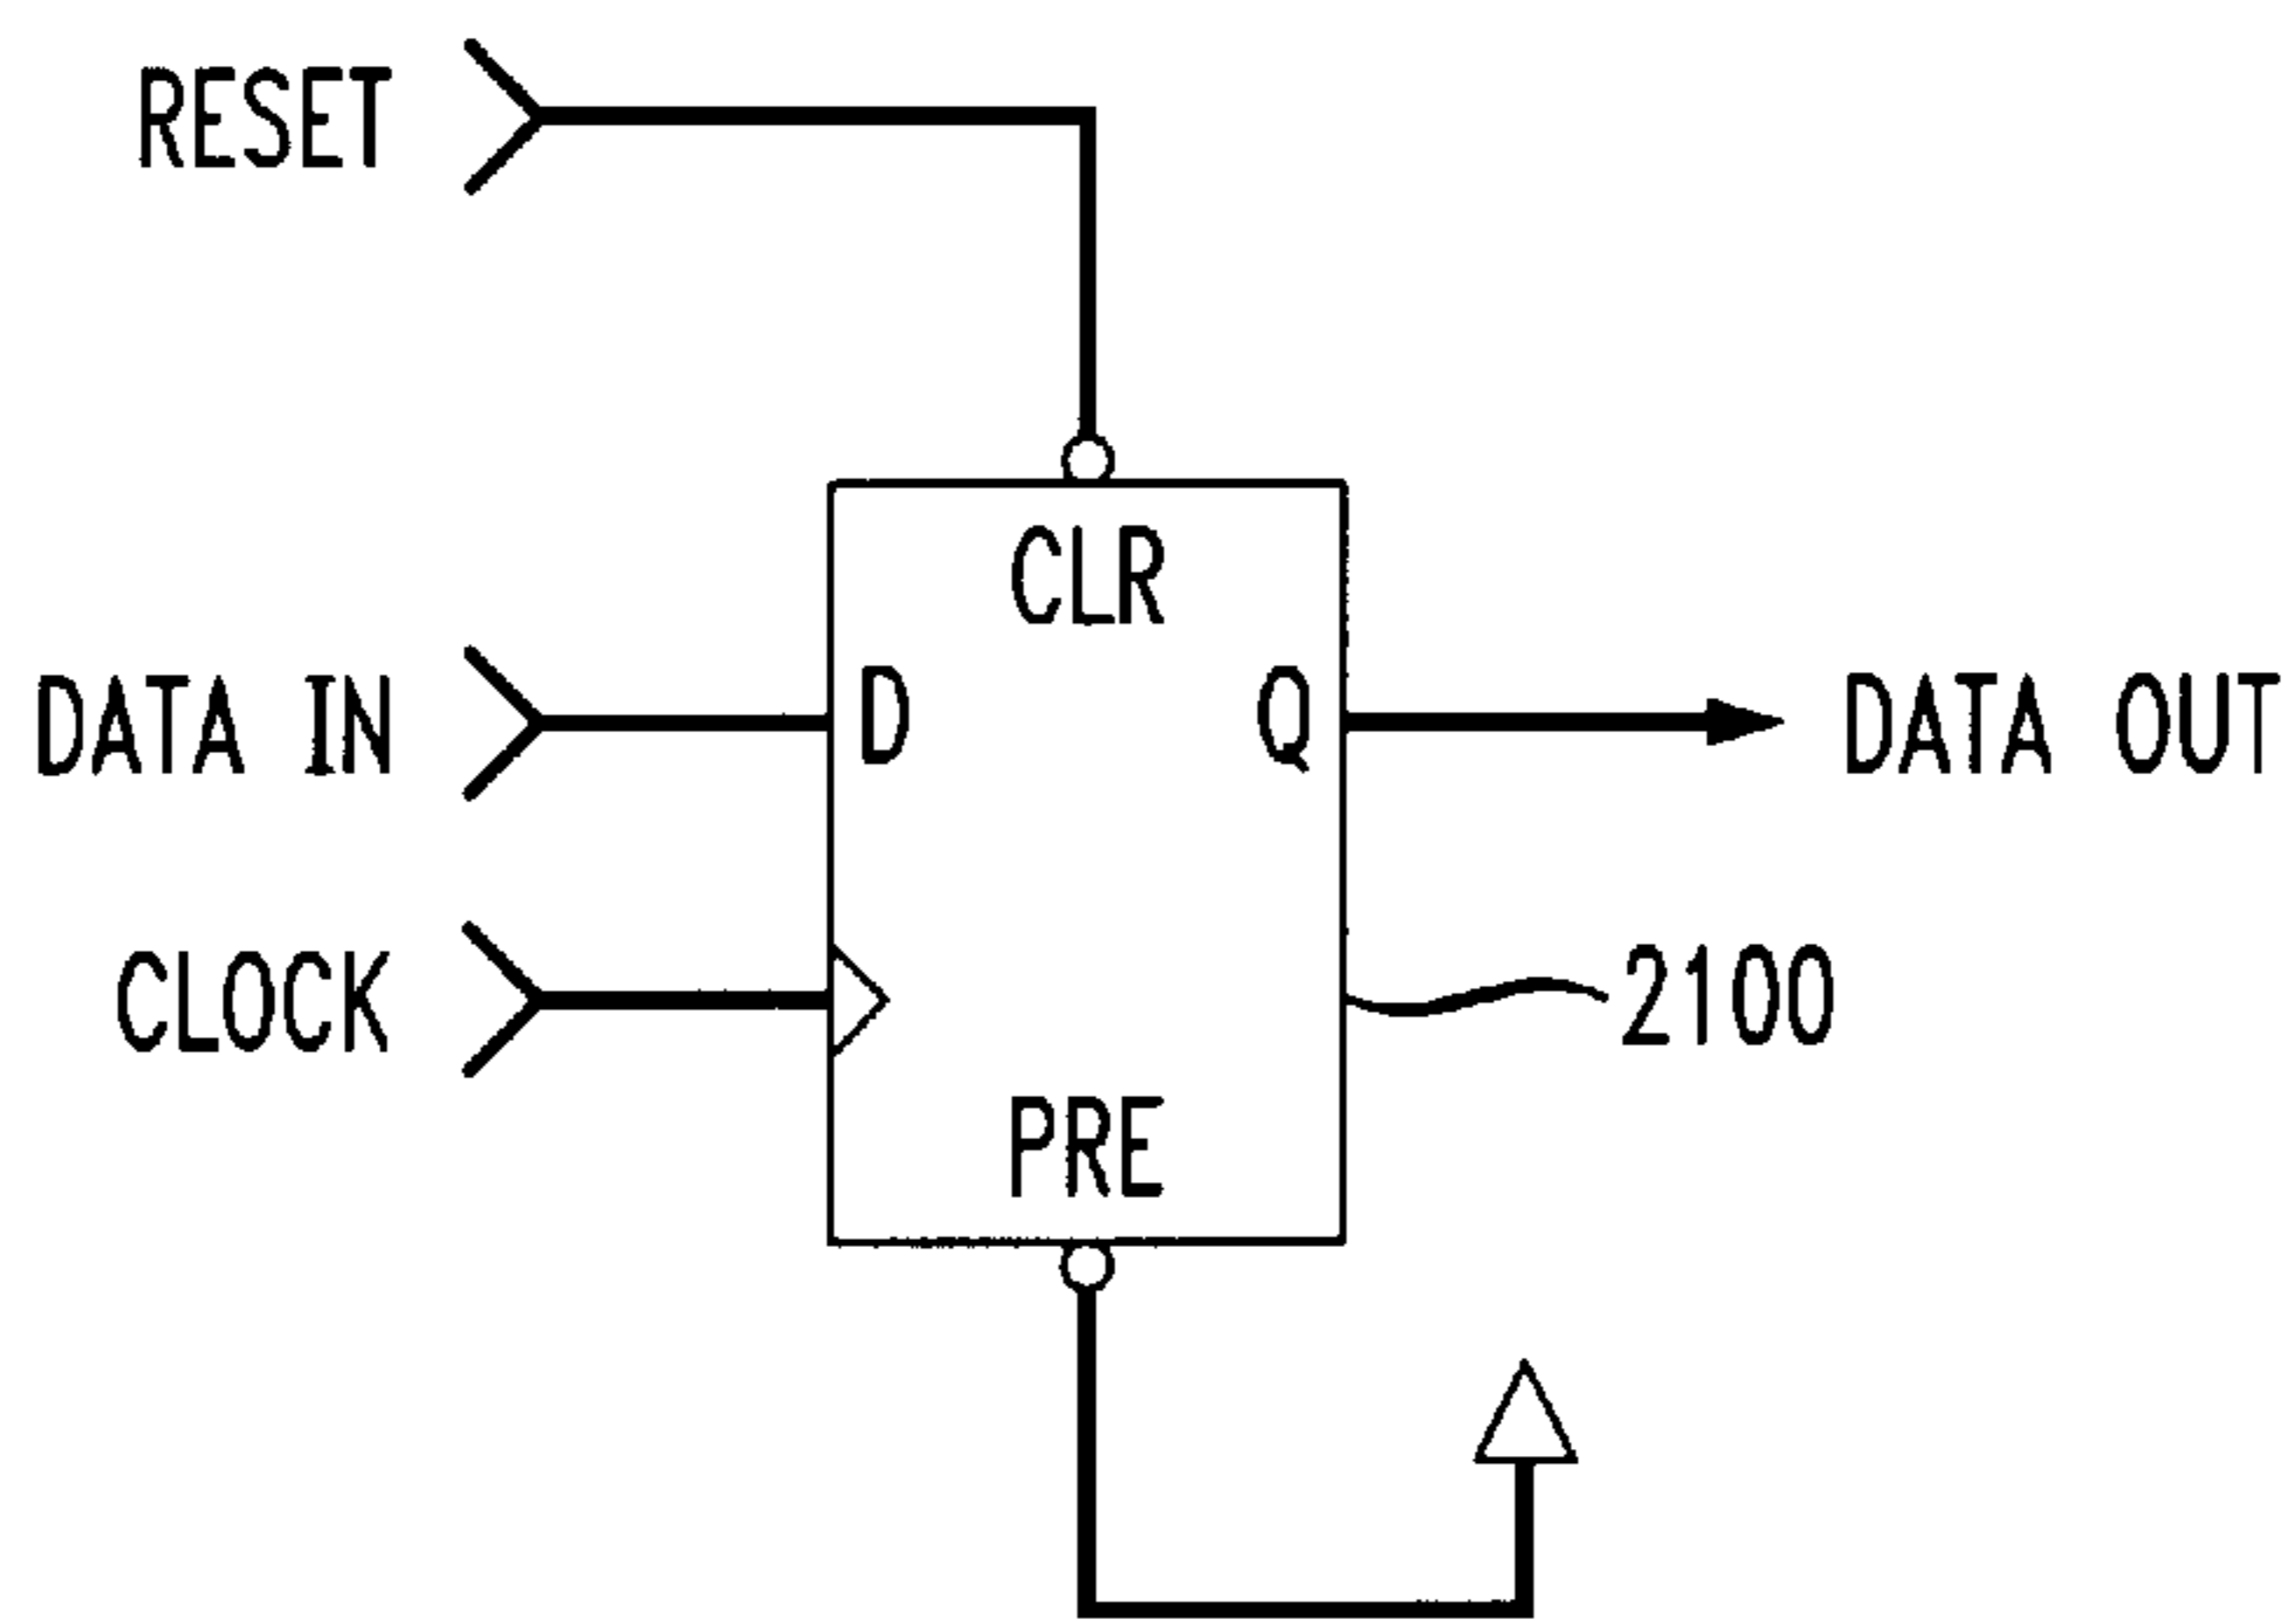 RESET
CLR
DATA IN
D
Q
DATA OUT
CLOCK
2100
PRE